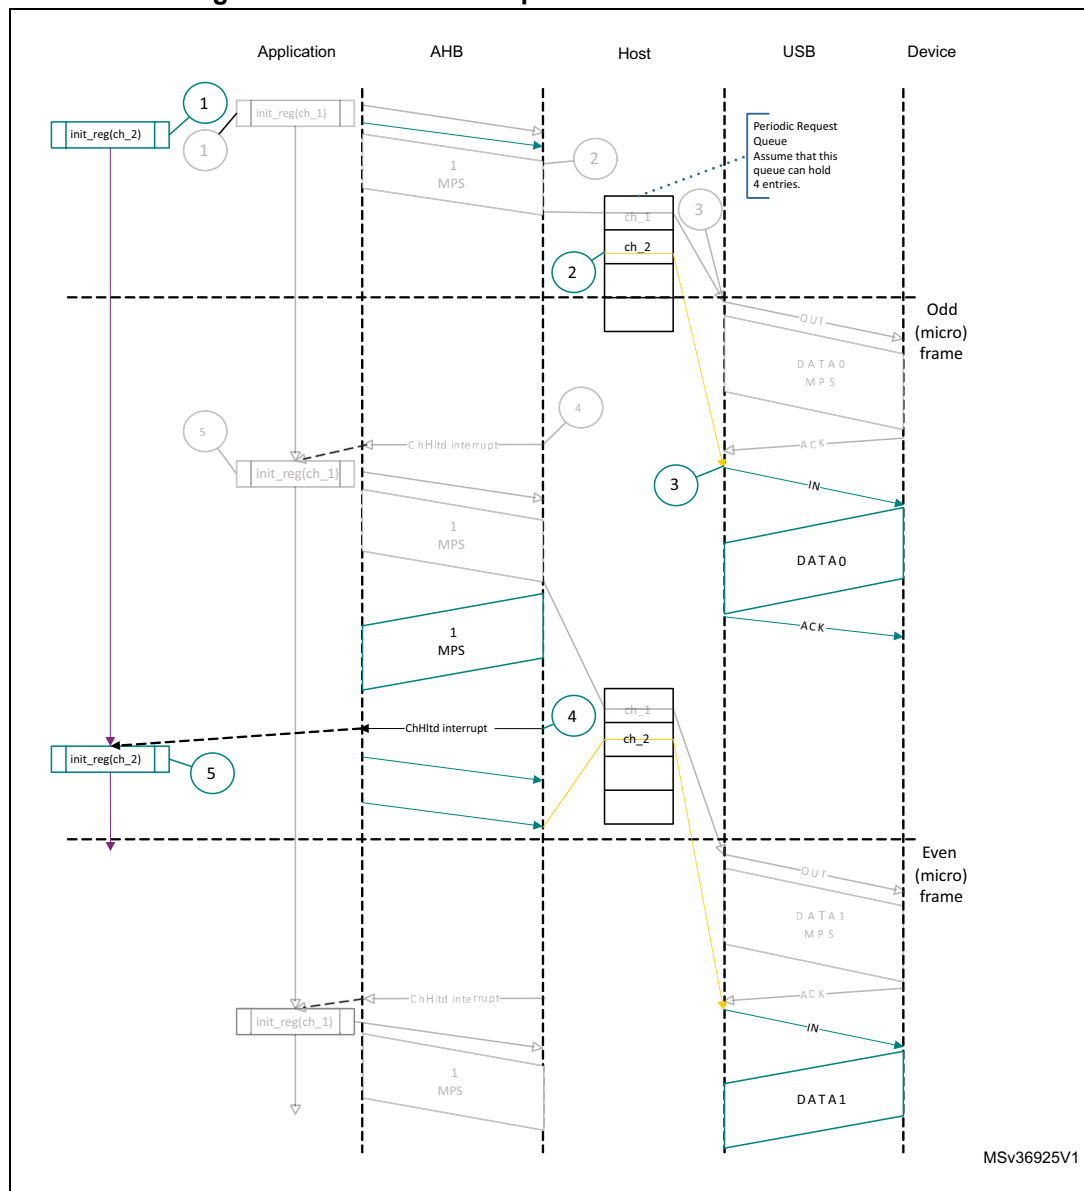 Application AHB Host USB Device
1
init_reg(ch_1)
init_reg(ch_2)
1
Periodic Request
Queue
Assume that this
queue can hold
4 entries.
2
1
MPS
3
ch_1
ch_2
2
Odd
(micro)
frame
OUT
DATA0
MPS
4
5
ChHltd interrupt
ACK
init_reg(ch_1)
3
IN
1
MPS
DATA0
ACK
1
MPS
ch_1
4
ChHltd interrupt
ch_2
init_reg(ch_2)
5
Even
(micro)
frame
OUT
DATA1
MPS
ChHltd interrupt
ACK
init_reg(ch_1)
IN
1
MPS
DATA1
MSv36925V1